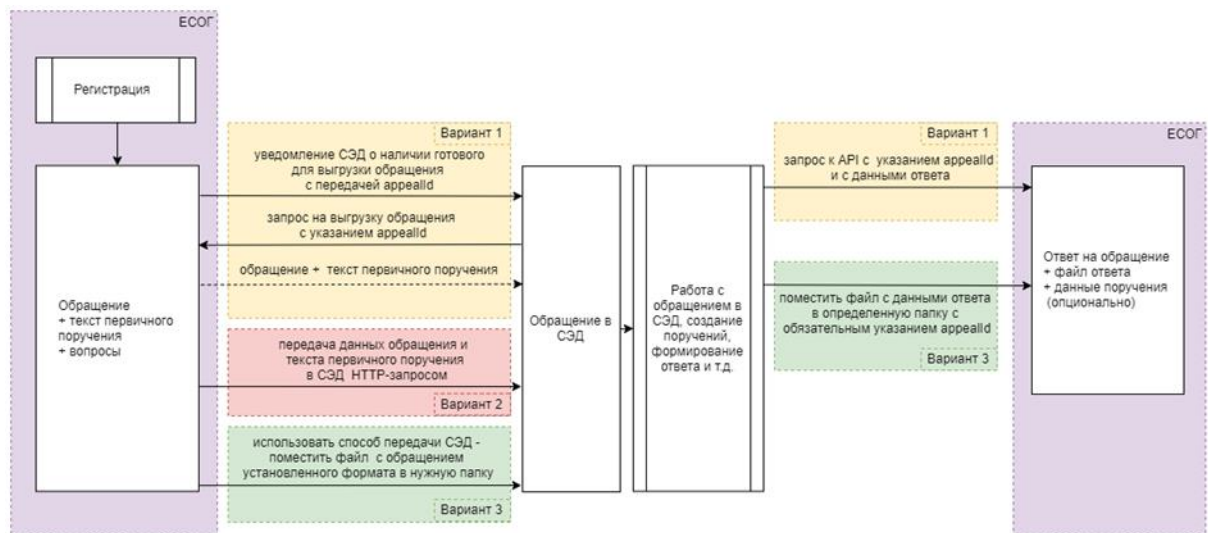 ЕСОГ
Регистрация
Обращение
+ текст первичного
поручения
+ вопросы
Вариант 1
уведомление СЭД о наличии готового
для выгрузки обращения
с передачей appealId
запрос на выгрузку обращения
с указанием appealId
обращение + текст первичного поручения
передача данных обращения и
текста первичного поручения
в СЭД HTTP-запросом
Вариант 2
использовать способ передачи СЭД -
поместить файл с обращением
установленного формата в нужную папку
Вариант 3
Обращение в
СЭД
Работа с
обращением в
СЭД, создание
поручений,
формирование
ответа и т.д.
Вариант 1
запрос к API с указанием appealId
и с данными ответа
поместить файл с данными ответа
в определенную папку с
обязательным указанием appealId
Вариант 3
ЕСОГ
Ответ на обращение
+ файл ответа
+ данные поручения
(опционально)